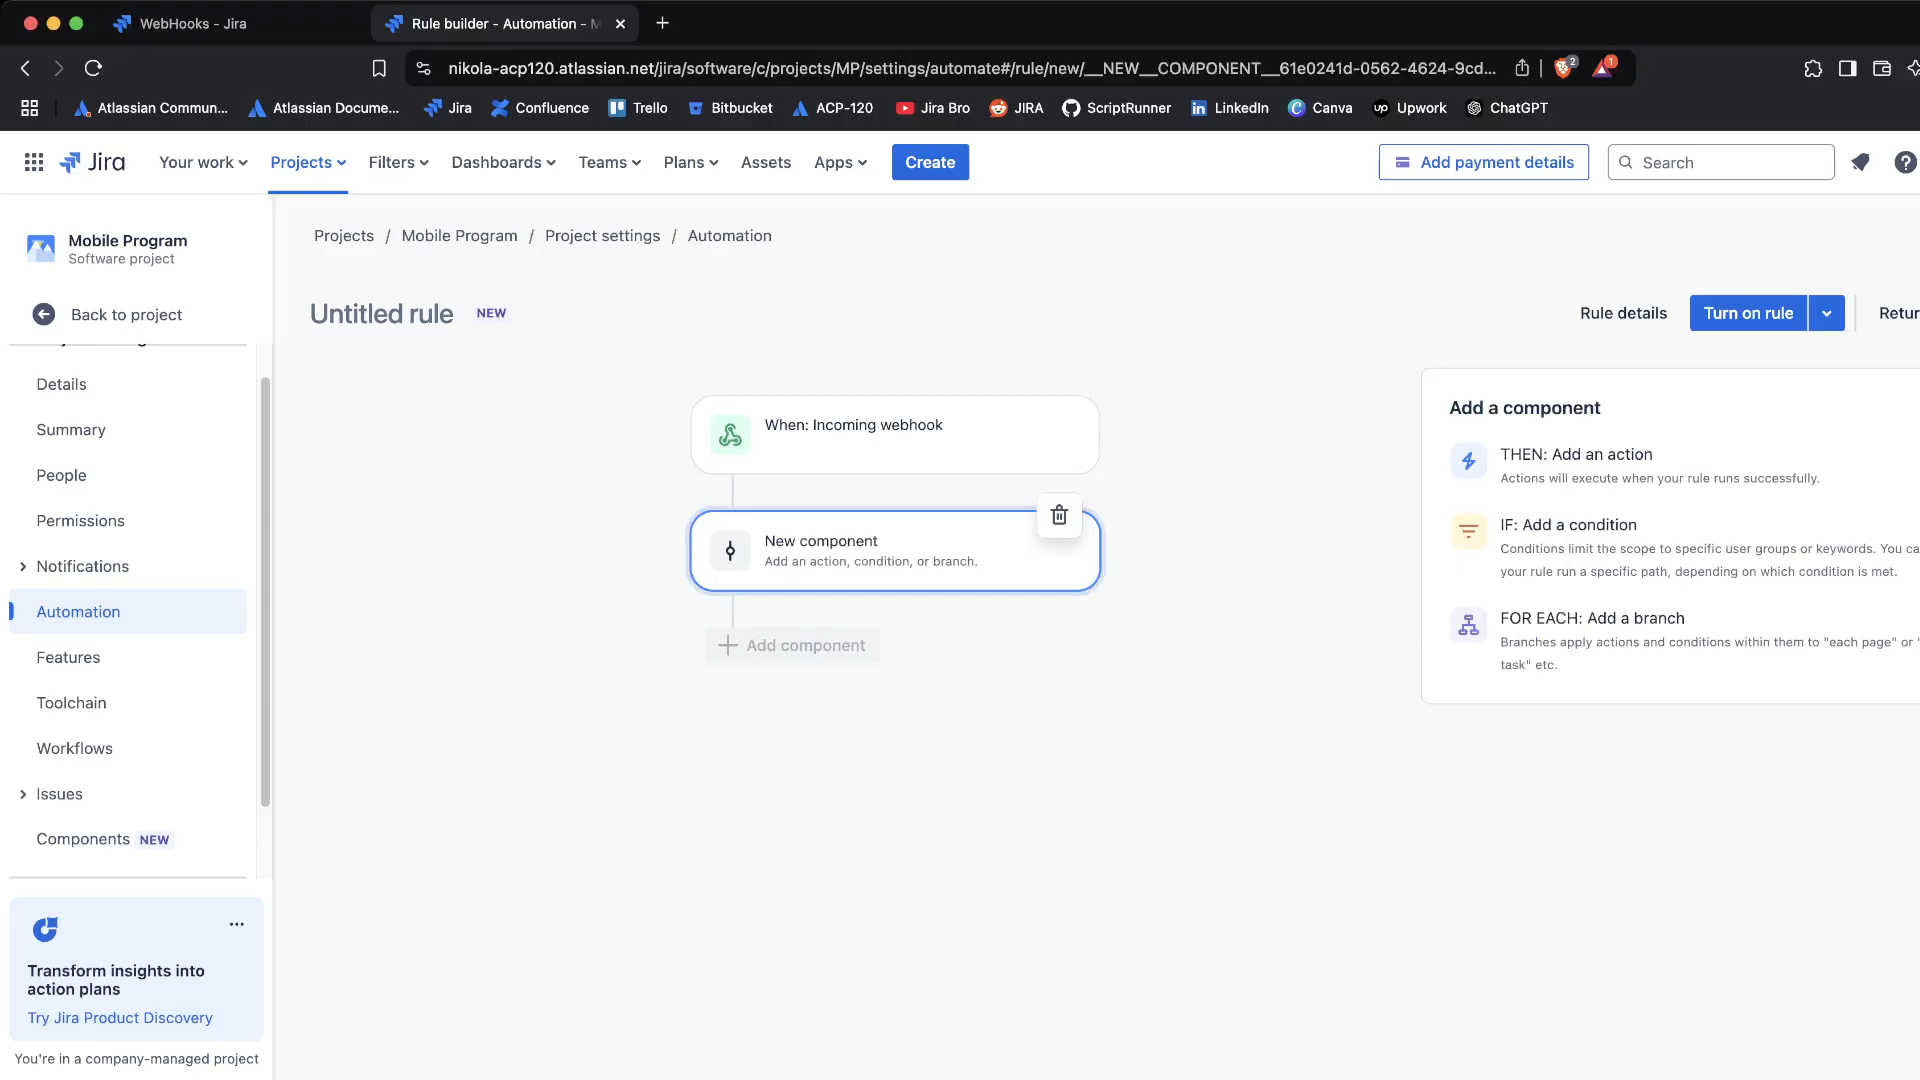 WebHooks - Jira
Rule builder - Automation - M
nikola-acp120.atlassian.net/jira/software/c/projects/MP/settings/automate#/rule/new/__NEW__COMPONENT__61e0241d-0562-4624-9cd...
2
1
Atlassian Commun...
Atlassian Docume...
Jira
Confluence
Trello
Bitbucket
ACP-120
Jira Bro
JIRA
ScriptRunner
LinkedIn
Canva
Upwork
ChatGPT
Jira
Your work
Projects
Filters
Dashboards
Teams
Plans
Assets
Apps
Create
Add payment details
Search
Mobile Program
Software project
Back to project
Details
Summary
People
Permissions
Notifications
Automation
Features
Toolchain
Workflows
Issues
Components NEW
Transform insights into
action plans
Try Jira Product Discovery
You're in a company-managed project
Projects / Mobile Program / Project settings / Automation
Untitled rule NEW
Rule details
Turn on rule
Retur
When: Incoming webhook
New component
Add an action, condition, or branch.
Add component
Add a component
THEN: Add an action
Actions will execute when your rule runs successfully.
IF: Add a condition
Conditions limit the scope to specific user groups or keywords. You ca
your rule run a specific path, depending on which condition is met.
FOR EACH: Add a branch
Branches apply actions and conditions within them to "each page" or "
task" etc.